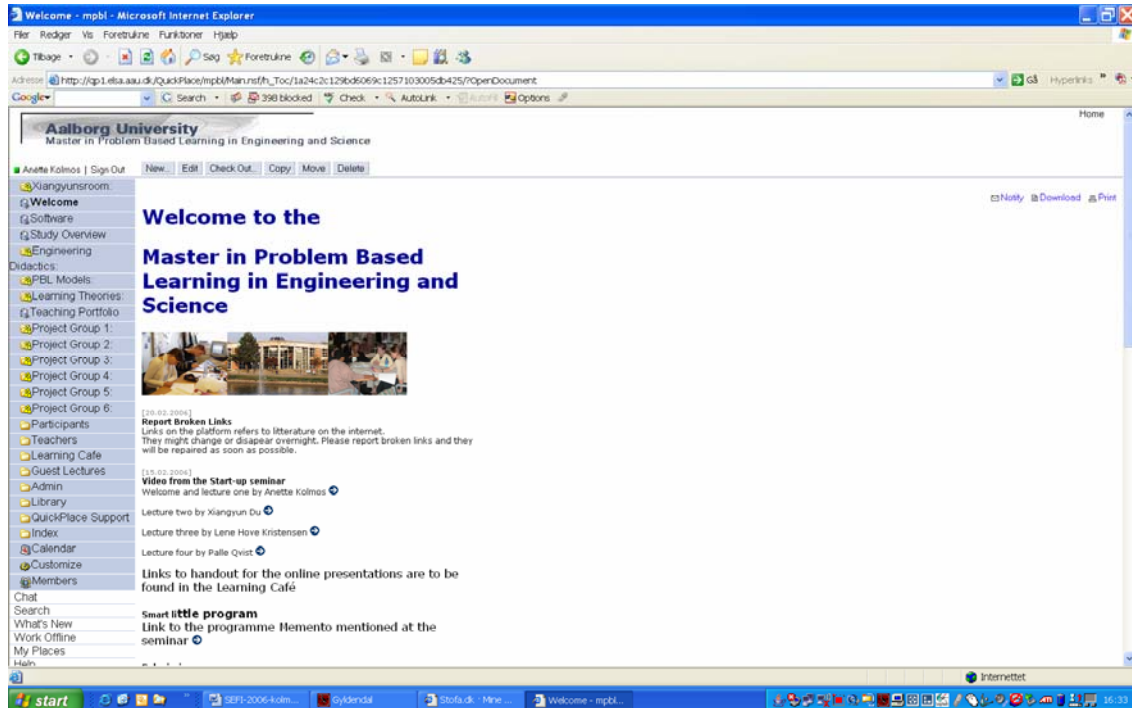 Welcome - mpbl - Microsoft Internet Explorer
Filer Rediger Vis Foretrukne Funktioner Hjælp
Tilbage Søg Foretrukne
Adresse http://qp1.elsa.aau.dk/QuickPlace/mpbl/Main.nsf/h_Toc/1a24c2c129bd6069c1257103005db425/?OpenDocument Gå Hyperlinks »
Google Search 398 blocked Check AutoLink AutoFill Options
Home
Aalborg University
Master in Problem Based Learning in Engineering and Science
Anette Kolmos | Sign Out New... Edit Check Out... Copy Move Delete
Notify Download Print
Xiangyunsroom:
Welcome
Software
Study Overview
Engineering
Didactics:
PBL Models:
Learning Theories:
Teaching Portfolio
Project Group 1:
Project Group 2:
Project Group 3:
Project Group 4:
Project Group 5:
Project Group 6:
Participants
Teachers
Learning Cafe
Guest Lectures
Admin
Library
QuickPlace Support
Index
Calendar
Customize
Members
Chat
Search
What's New
Work Offline
My Places
Help
Welcome to the
Master in Problem Based
Learning in Engineering and
Science
[20.02.2006]
Report Broken Links
Links on the platform refers to litterature on the internet.
They might change or disapear overnight. Please report broken links and they
will be repaired as soon as possible.
[15.02.2006]
Video from the Start-up seminar
Welcome and lecture one by Anette Kolmos
Lecture two by Xiangyun Du
Lecture three by Lene Hove Kristensen
Lecture four by Palle Qvist
Links to handout for the online presentations are to be
found in the Learning Café
Smart little program
Link to the programme Memento mentioned at the
seminar
Internettet
start SEFI-2006-kolm... Gyldendal Stofa.dk - Mine ... Welcome - mpbl... 16:33